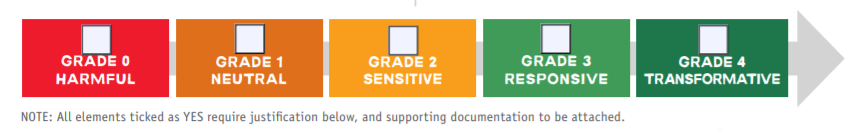 GRADE 0 GRADE 1 GRADE 2 GRADE 3 GRADE 4
HARMFUL NEUTRAL SENSITIVE RESPONSIVE TRANSFORMATIVE
NOTE: All elements ticked as YES require justification below, and supporting documentation to be attached.